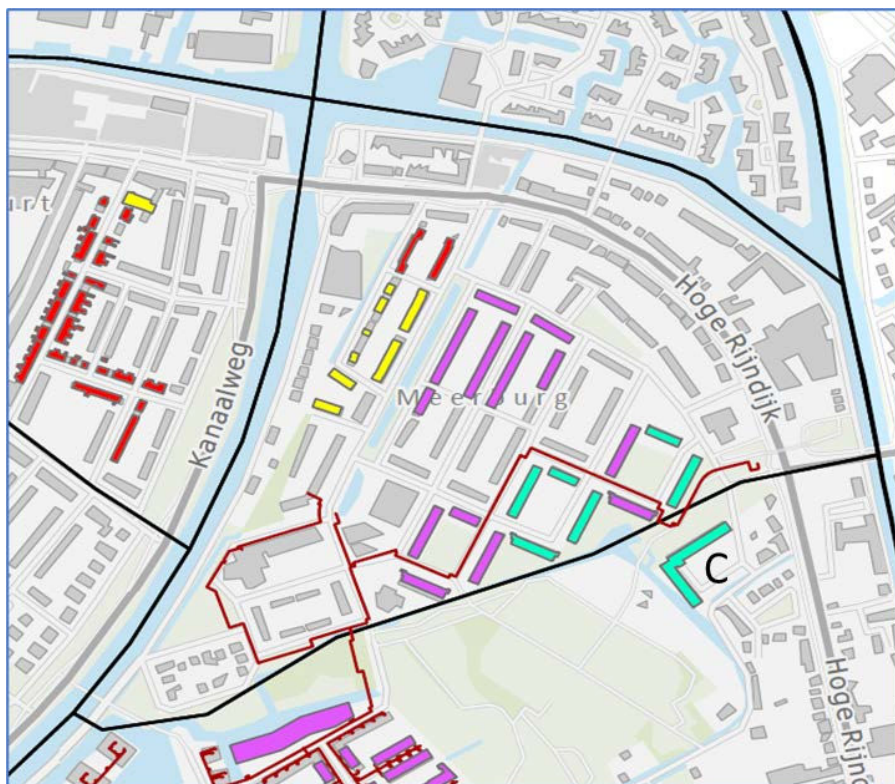 urt
Kanaalweg
Meerburg
Hoge Rijndijk
C
Hoge Rijnd